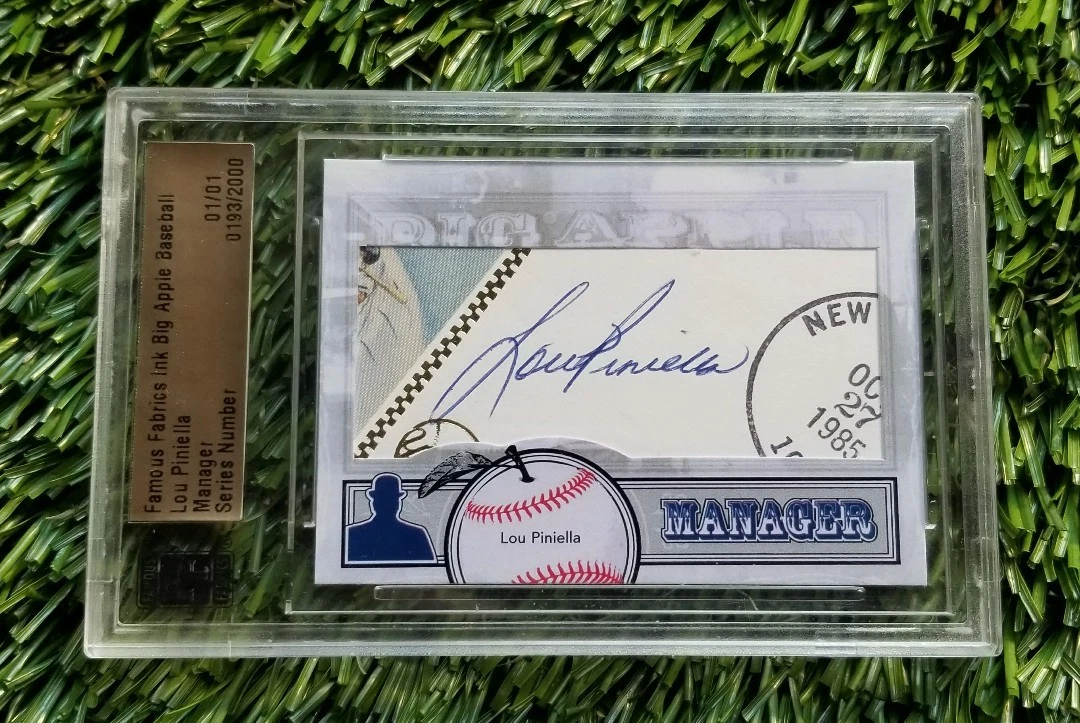 Famous Fabrics Ink Big Apple Baseball
Lou Piniella 01/01
Manager 0193/2000
Series Number
BIG APPLE
Lou Piniella
NEW
27
1985
Lou Piniella
MANAGER